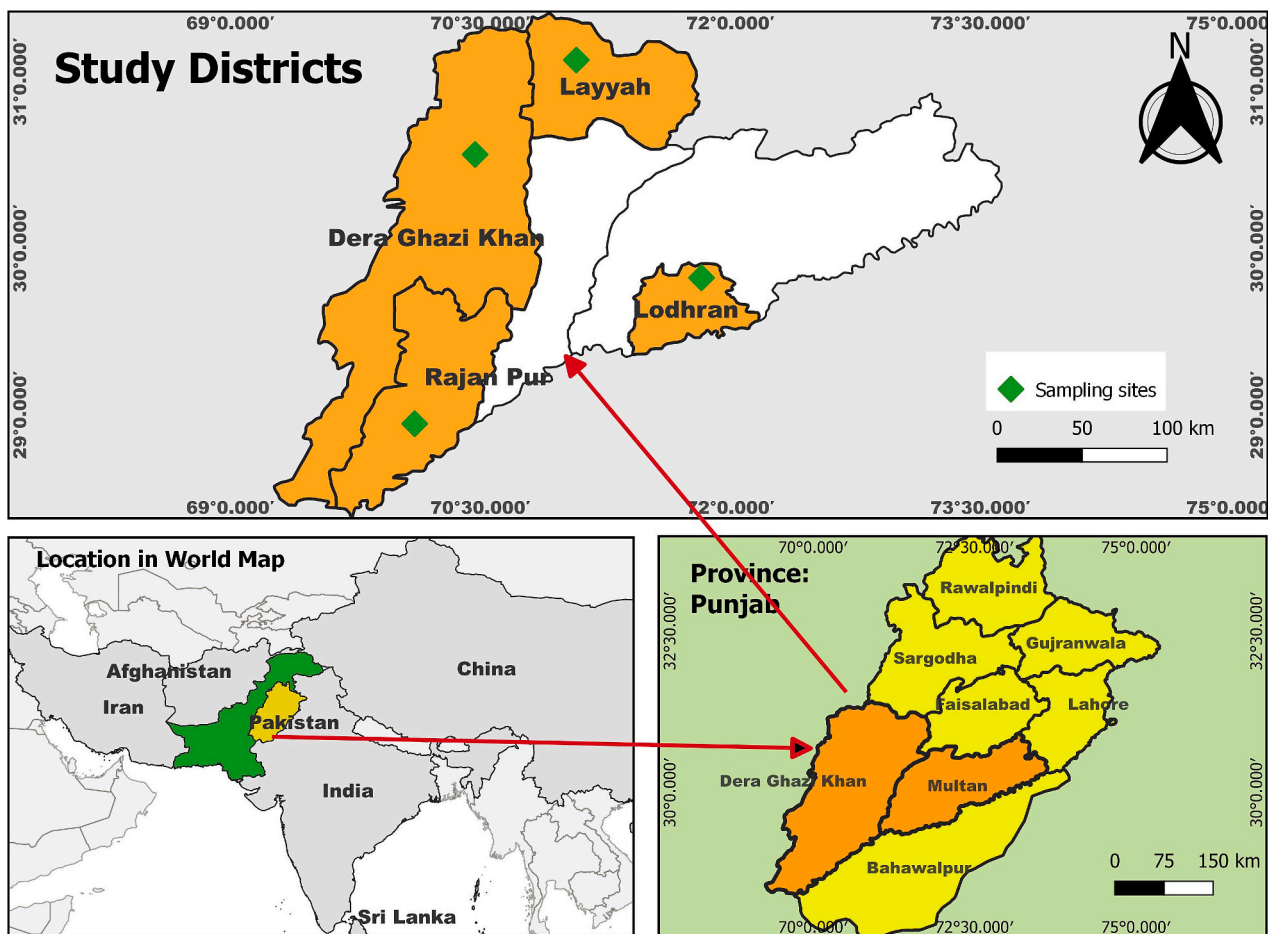 69°0.000′ 70°30.000′ 72°0.000′ 73°30.000′ 75°0.000′
Study Districts
N
31°0.000′
31°0.000′
Layyah
30°0.000′
30°0.000′
Dera Ghazi Khan
Lodhran
Rajan Pur
29°0.000′
29°0.000′
Sampling sites
0 50 100 km
69°0.000′ 70°30.000′ 72°0.000′ 73°30.000′ 75°0.000′
Location in World Map
Afghanistan
Iran
China
Pakistan
India
Sri Lanka
70°0.000′ 72°30.000′ 75°0.000′
Province:
Punjab
32°30.000′
32°30.000′
Rawalpindi
Gujranwala
Sargodha
Faisalabad
Lahore
Dera Ghazi Khan
Multan
30°0.000′
30°0.000′
Bahawalpur
0 75 150 km
70°0.000′ 72°30.000′ 75°0.000′